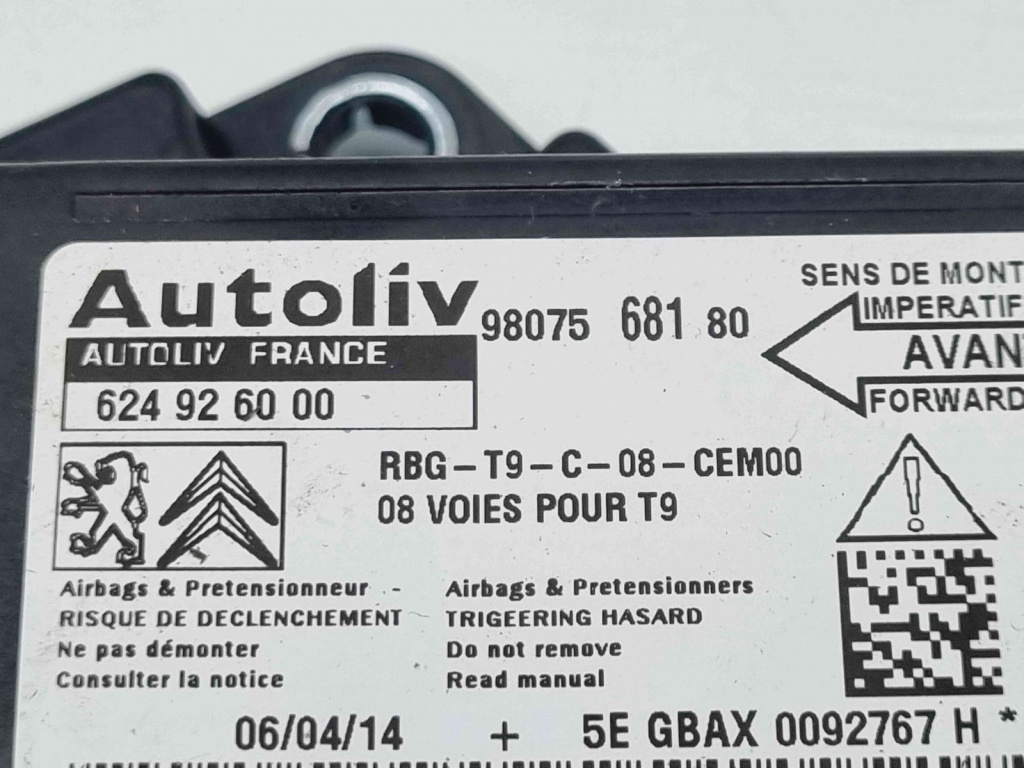 Autoliv
AUTOLIV FRANCE
624 92 60 00
98075 681 80
SENS DE MONT
IMPERATIF
AVAN
FORWARD
RBG-T9-C-08-CEM00
08 VOIES POUR T9
Airbags & Pretensionneur -
RISQUE DE DECLENCHEMENT
Ne pas démonter
Consulter la notice
Airbags & Pretensionners
TRIGEERING HASARD
Do not remove
Read manual
06/04/14 + 5E GBAX 0092767 H *